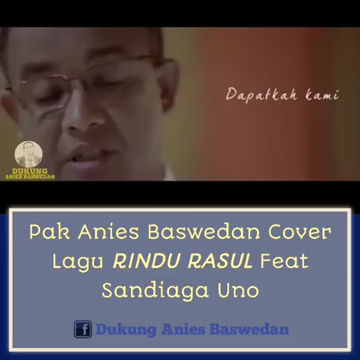 Dapatkah kami
DUKUNG
ANIES BASWEDAN
Pak Anies Baswedan Cover
Lagu RINDU RASUL Feat
Sandiaga Uno
f Dukung Anies Baswedan